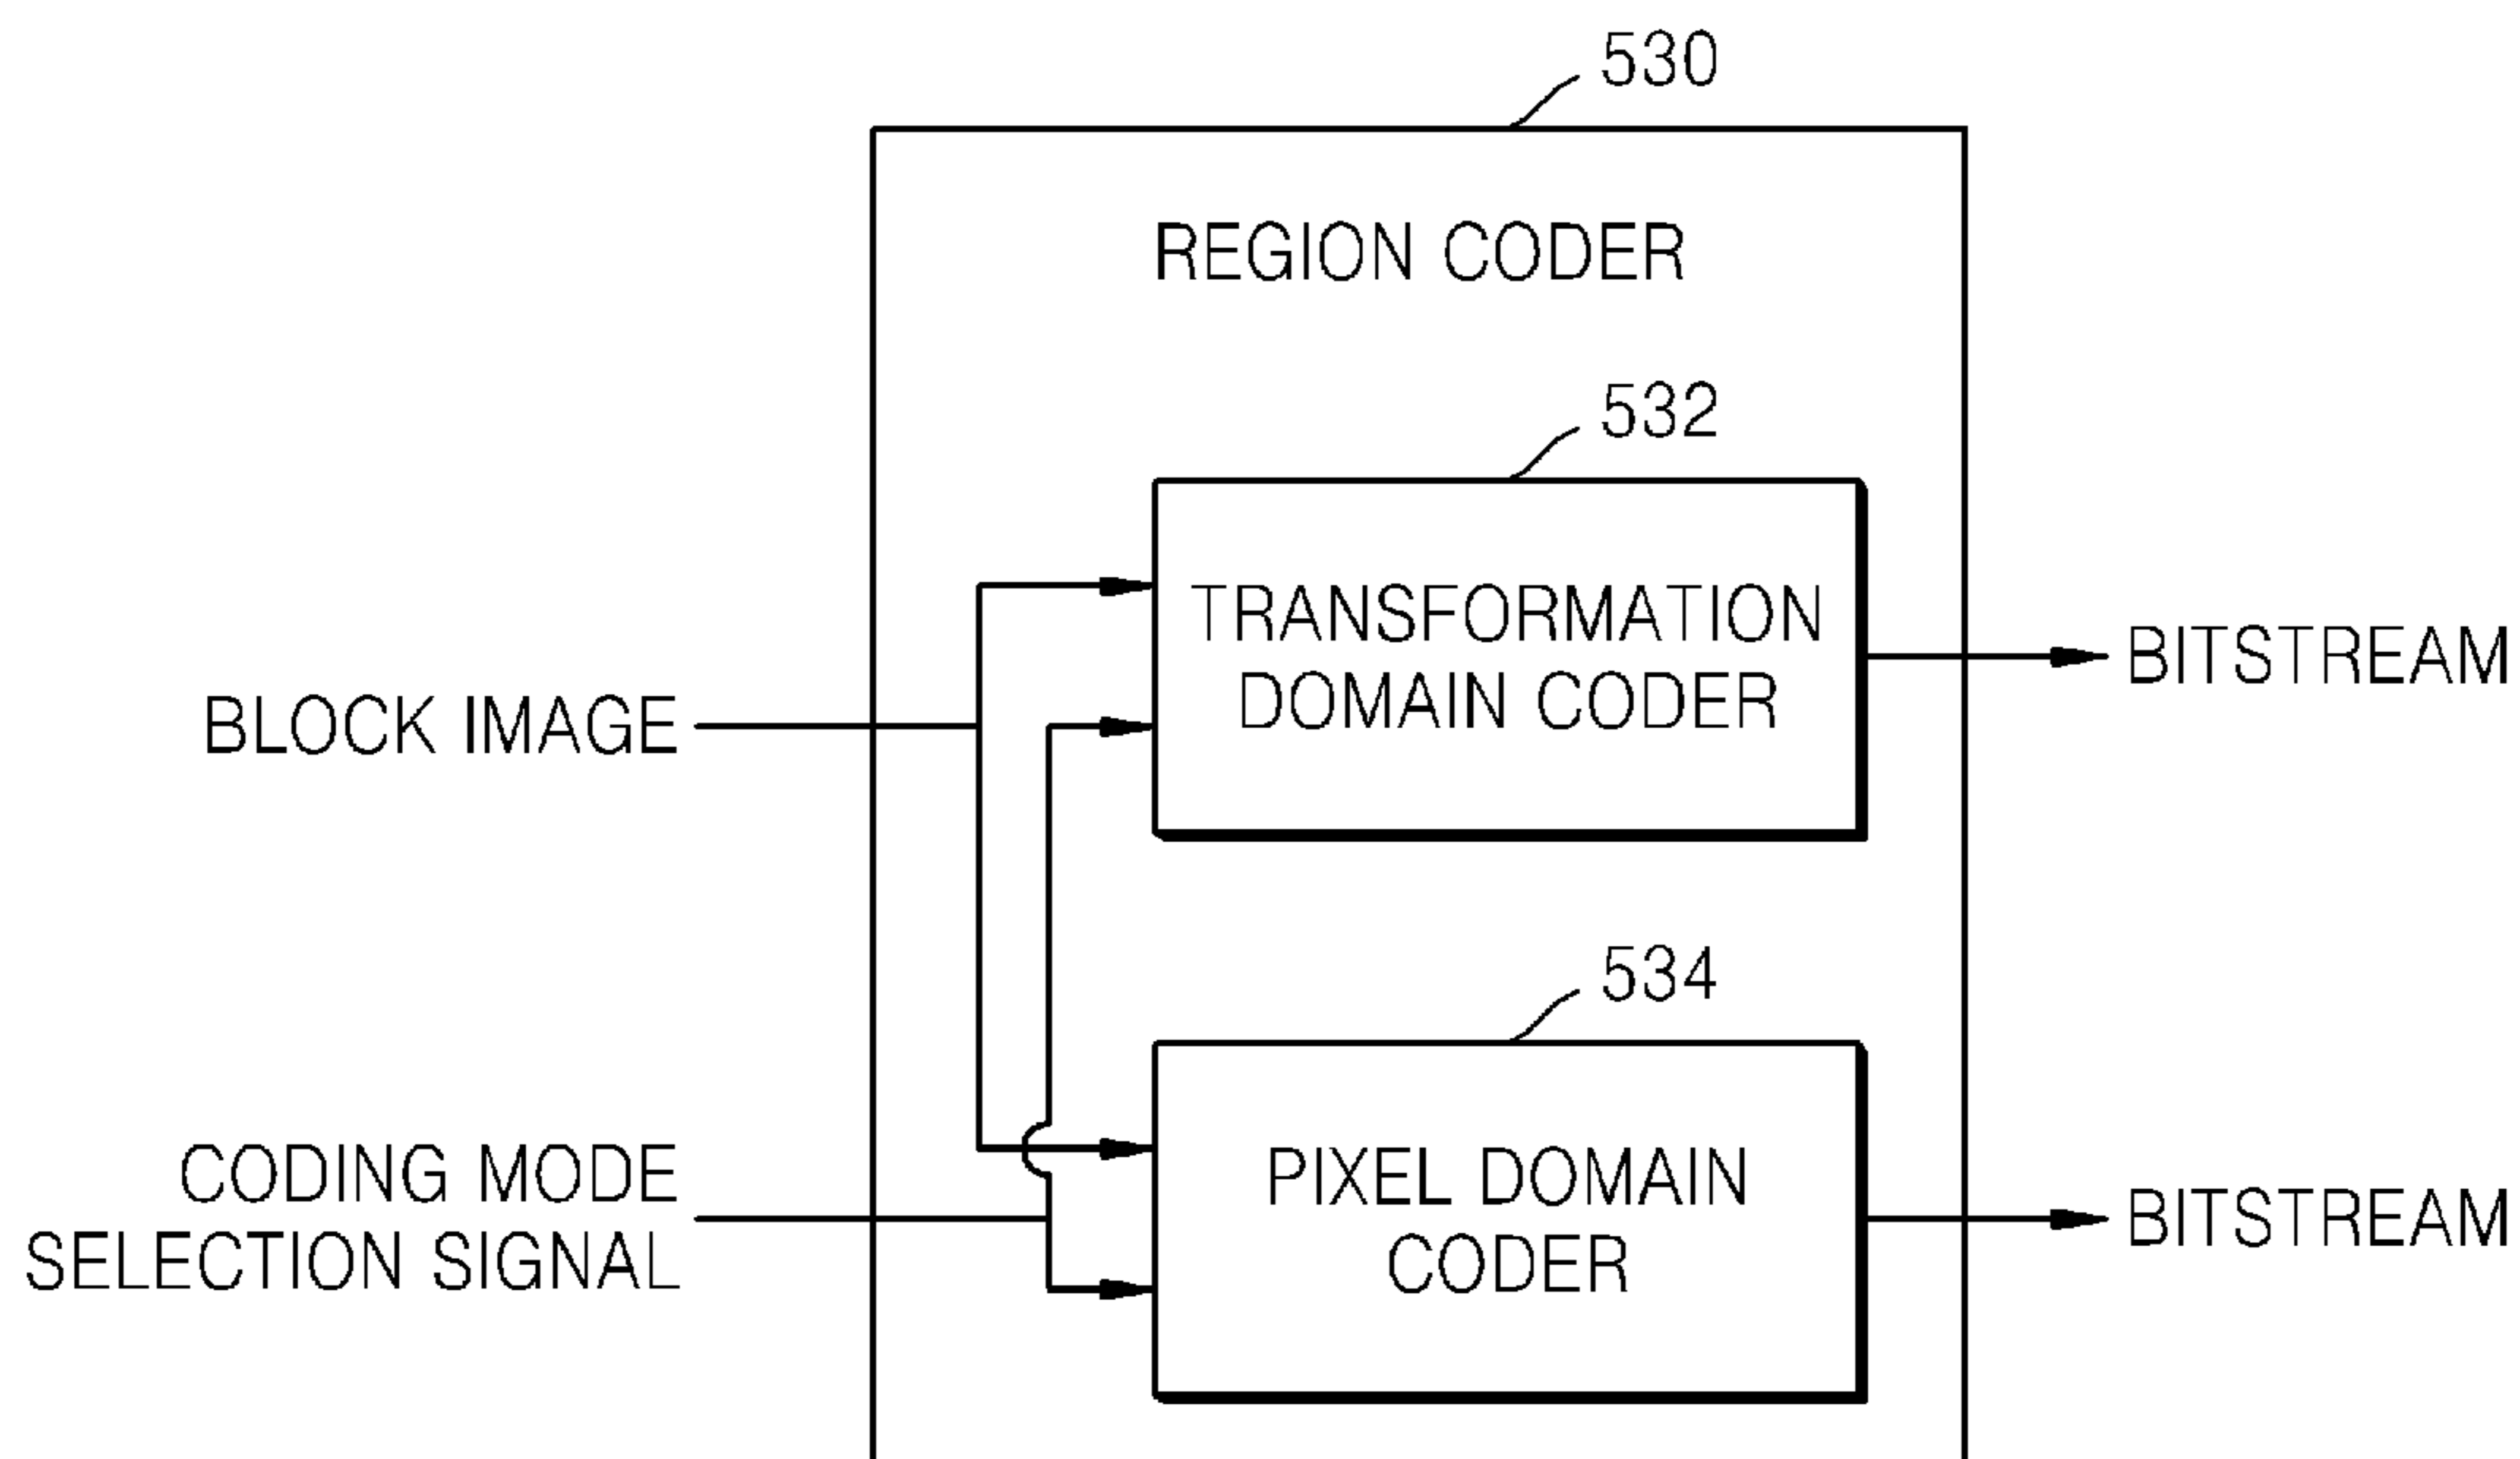 530
REGION CODER
532
TRANSFORMATION
DOMAIN CODER
BITSTREAM
BLOCK IMAGE
534
CODING MODE
SELECTION SIGNAL
PIXEL DOMAIN
CODER
BITSTREAM